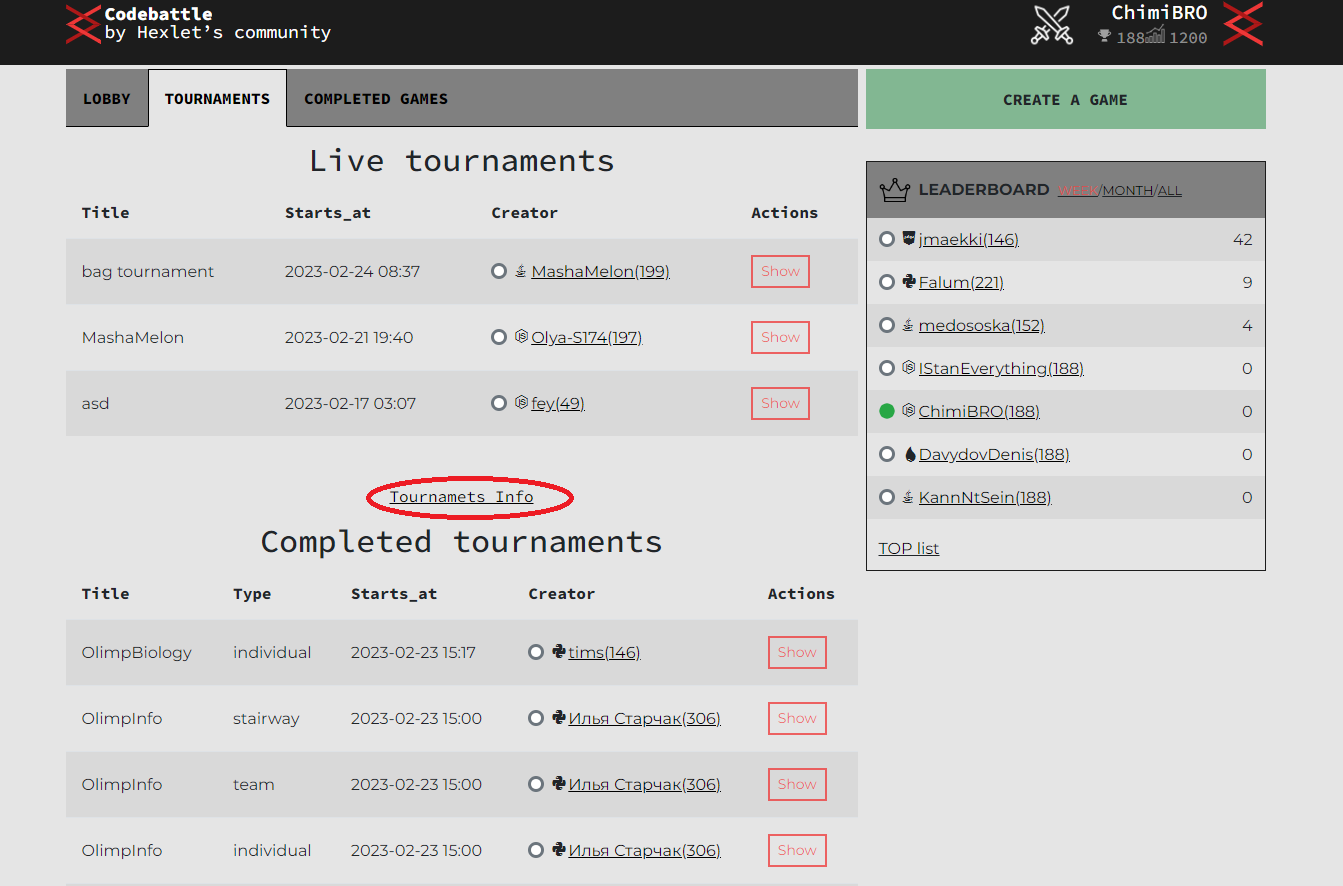 Codebattle
by Hexlet's community
ChimiBRO
188 1200
LOBBY TOURNAMENTS COMPLETED GAMES
CREATE A GAME
Live tournaments
Title Starts_at Creator Actions
bag tournament 2023-02-24 08:37 MashaMelon(199) Show
MashaMelon 2023-02-21 19:40 Olya-S174(197) Show
asd 2023-02-17 03:07 fey(49) Show
Tournamets Info
Completed tournaments
Title Type Starts_at Creator Actions
OlimpBiology individual 2023-02-23 15:17 tims(146) Show
OlimpInfo stairway 2023-02-23 15:00 Илья Старчак(306) Show
OlimpInfo team 2023-02-23 15:00 Илья Старчак(306) Show
OlimpInfo individual 2023-02-23 15:00 Илья Старчак(306) Show
LEADERBOARD WEEK/MONTH/ALL
jmaekki(146) 42
Falum(221) 9
medososka(152) 4
IStanEverything(188) 0
ChimiBRO(188) 0
DavydovDenis(188) 0
KannNtSein(188) 0
TOP list